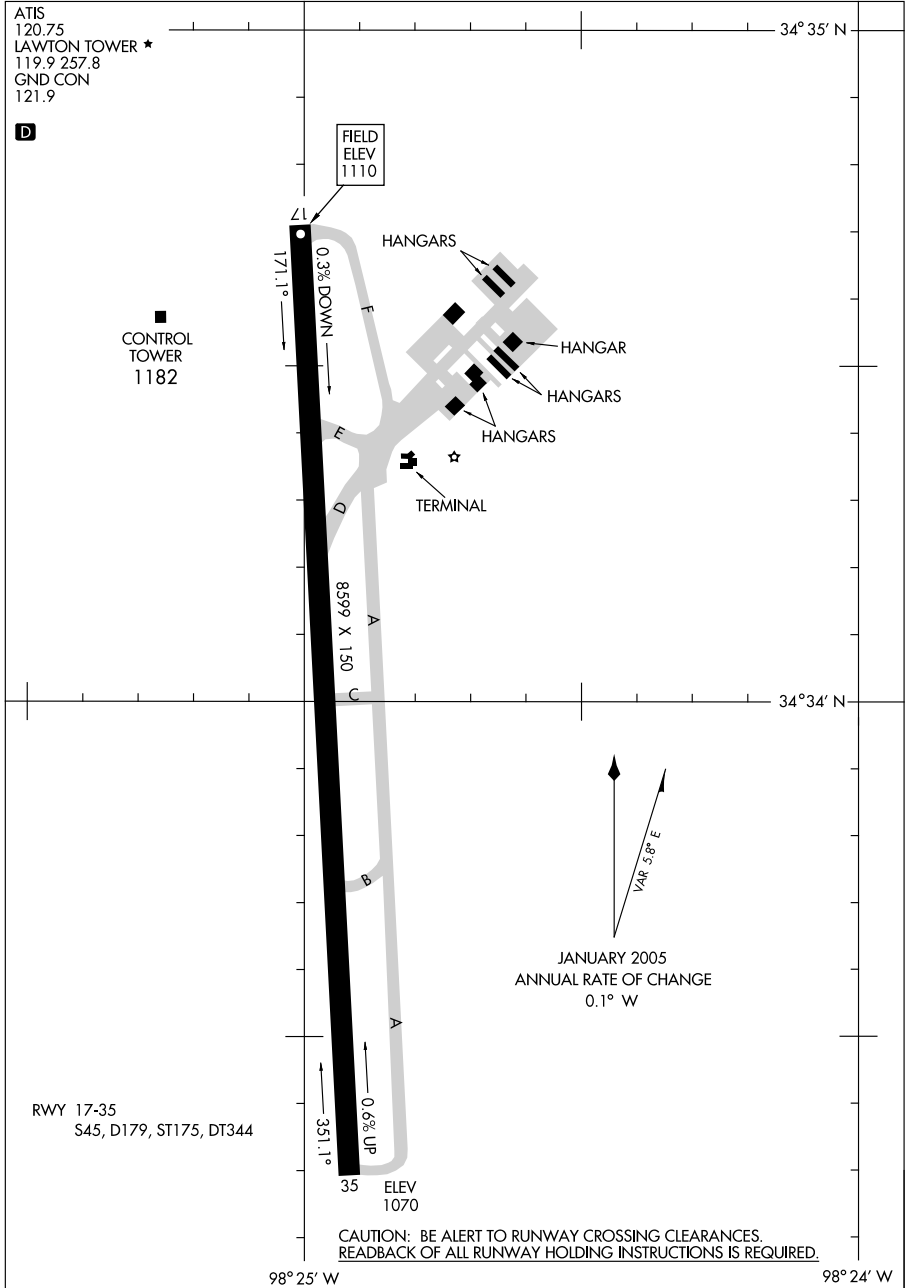 ATIS
120.75
LAWTON TOWER ★
119.9 257.8
GND CON
121.9
D
34° 35' N
FIELD
ELEV
1110
17
171.1°
0.3% DOWN
F
HANGARS
CONTROL
TOWER
1182
HANGAR
HANGARS
HANGARS
E
TERMINAL
D
8599 X 150
A
C
34° 34' N
VAR 5.8° E
B
JANUARY 2005
ANNUAL RATE OF CHANGE
0.1° W
A
RWY 17-35
S45, D179, ST175, DT344
351.1°
0.6% UP
35
ELEV
1070
CAUTION: BE ALERT TO RUNWAY CROSSING CLEARANCES.
READBACK OF ALL RUNWAY HOLDING INSTRUCTIONS IS REQUIRED.
98° 25' W
98° 24' W